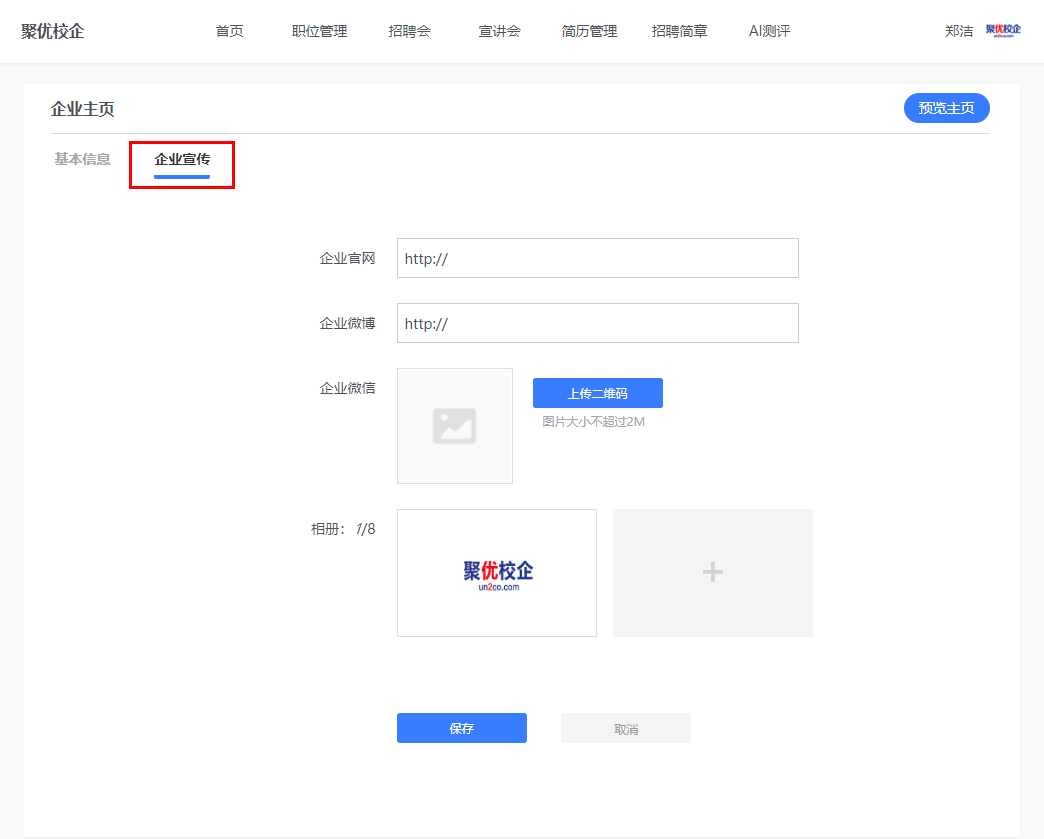 聚优校企 首页 职位管理 招聘会 宣讲会 简历管理 招聘简章 AI测评 郑洁 聚优校企
企业主页 预览主页
基本信息 企业宣传
企业官网 http://
企业微博 http://
企业微信 上传二维码
图片大小不超过2M
相册： 1/8
聚优校企
un2co.com
保存 取消